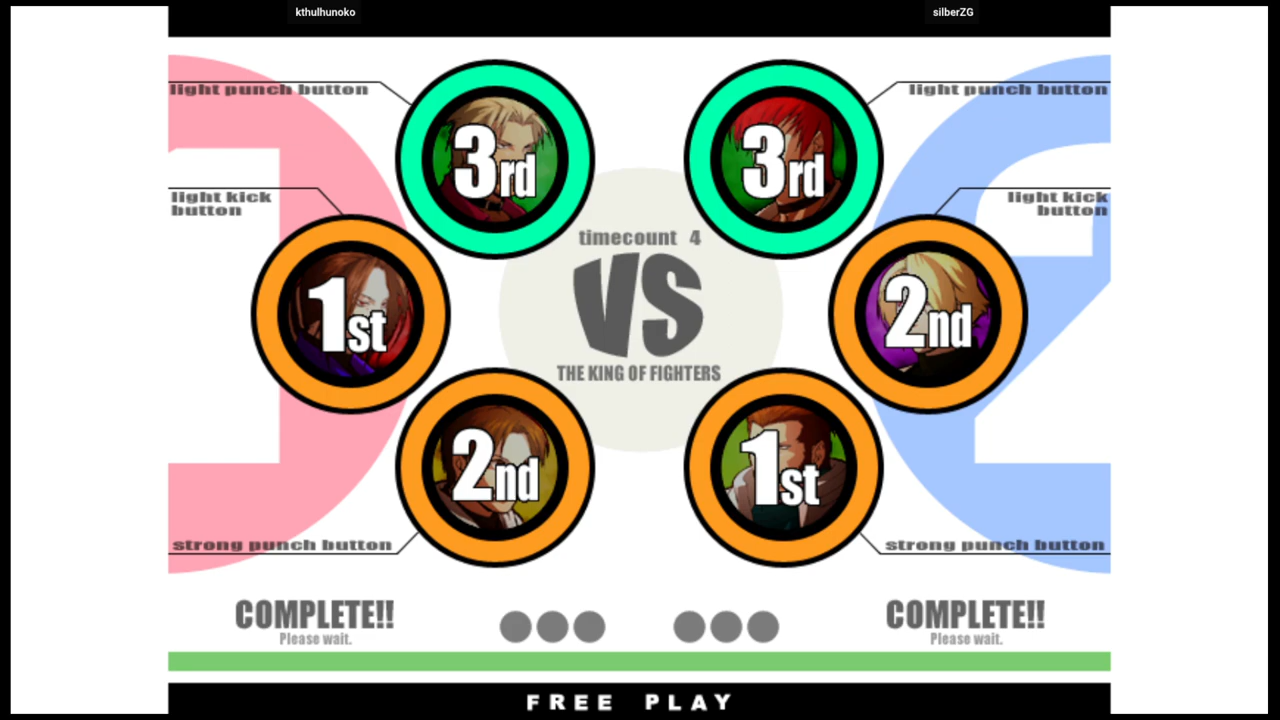 kthulhunoko
silberZG
light punch button
light punch button
3rd
3rd
light kick
button
light kick
button
timecount 4
VS
THE KING OF FIGHTERS
1st
2nd
2nd
1st
strong punch button
strong punch button
COMPLETE!!
Please wait.
COMPLETE!!
Please wait.
FREE PLAY